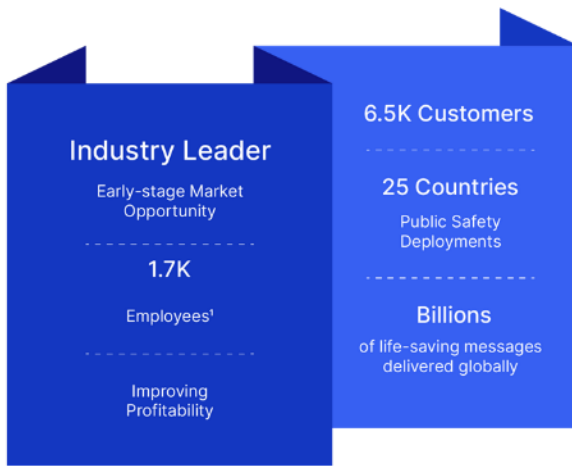 Industry Leader
Early-stage Market
Opportunity
1.7K
Employees¹
Improving
Profitability
6.5K Customers
25 Countries
Public Safety
Deployments
Billions
of life-saving messages
delivered globally